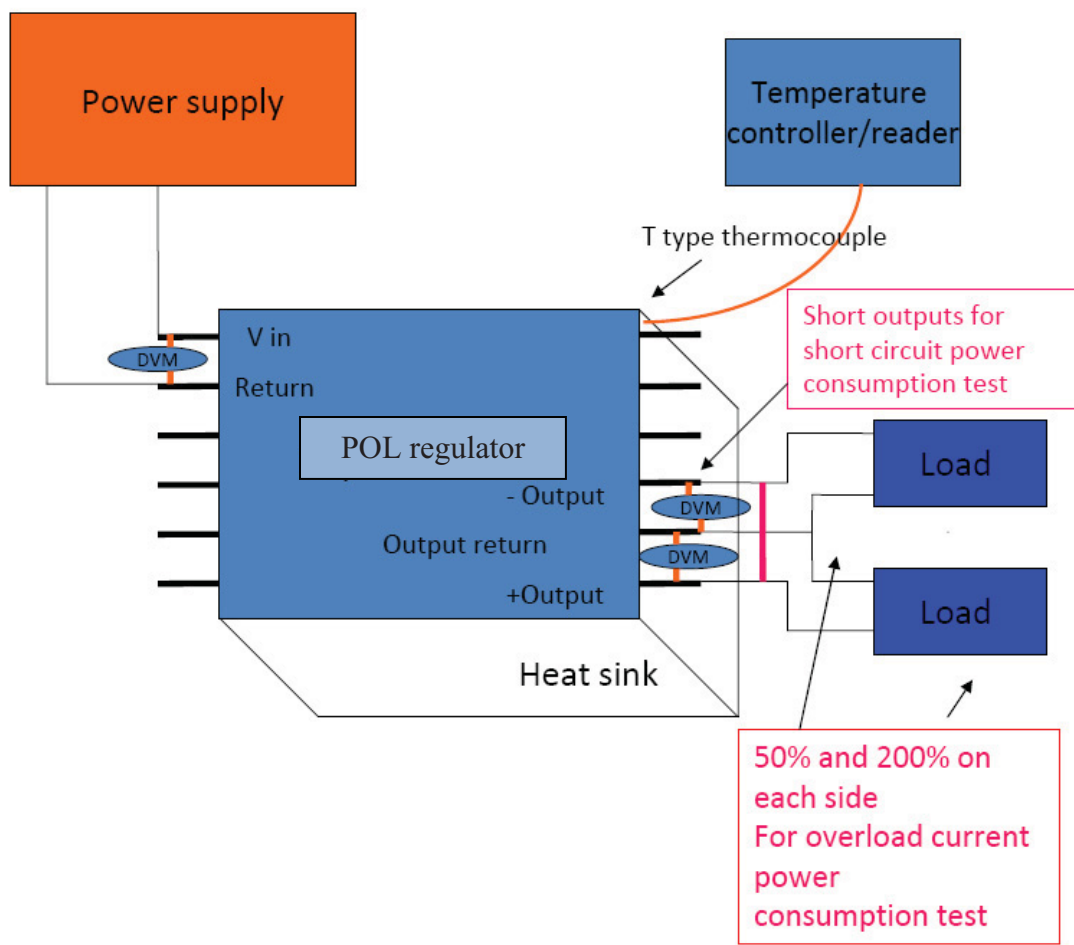 Power supply
Temperature
controller/reader
T type thermocouple
Short outputs for
short circuit power
consumption test
V in
DVM
Return
POL regulator
- Output
DVM
Output return
DVM
+Output
Load
Load
Heat sink
50% and 200% on
each side
For overload current
power
consumption test